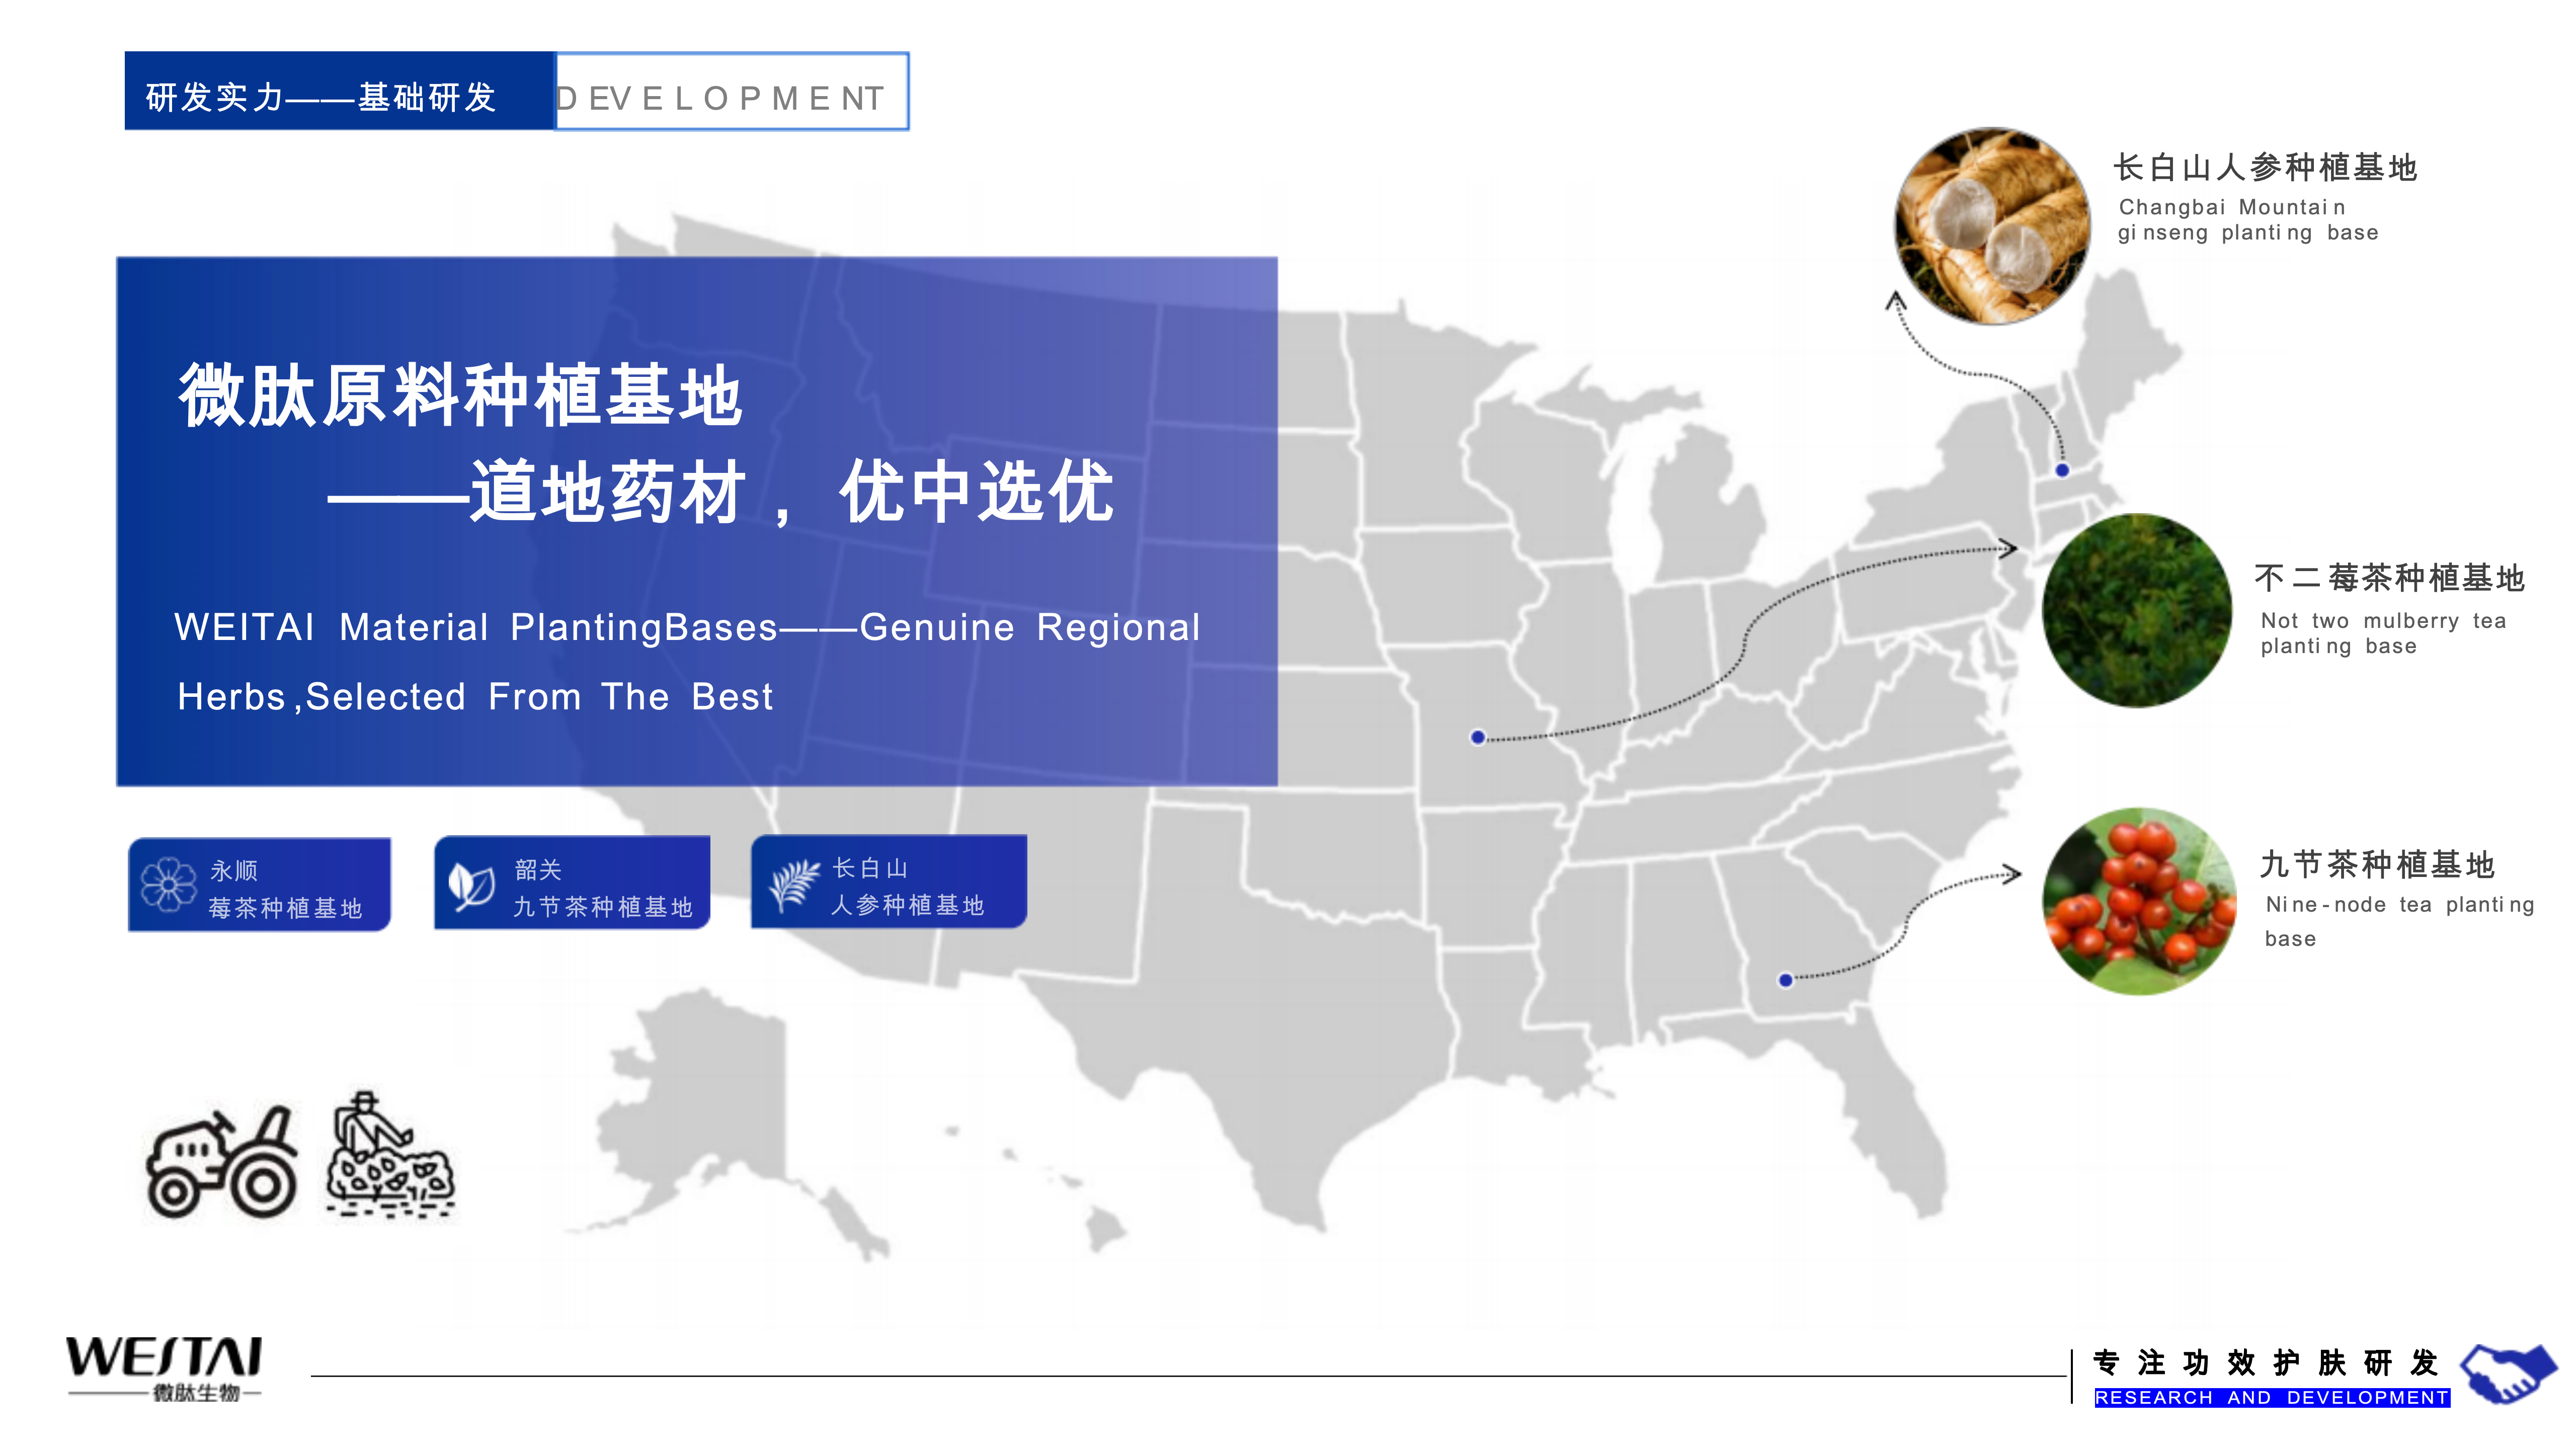 研发实力——基础研发
DEVELOPMENT
长白山人参种植基地
Changbai Mountain
ginseng planting base
微肽原料种植基地
——道地药材，优中选优
WEITAI Material PlantingBases——Genuine Regional
Herbs,Selected From The Best
不二莓茶种植基地
Not two mulberry tea
planting base
永顺
莓茶种植基地
韶关
九节茶种植基地
长白山
人参种植基地
九节茶种植基地
Nine-node tea planting
base
WEITAI
微肽生物
专注功效护肤研发
RESEARCH AND DEVELOPMENT